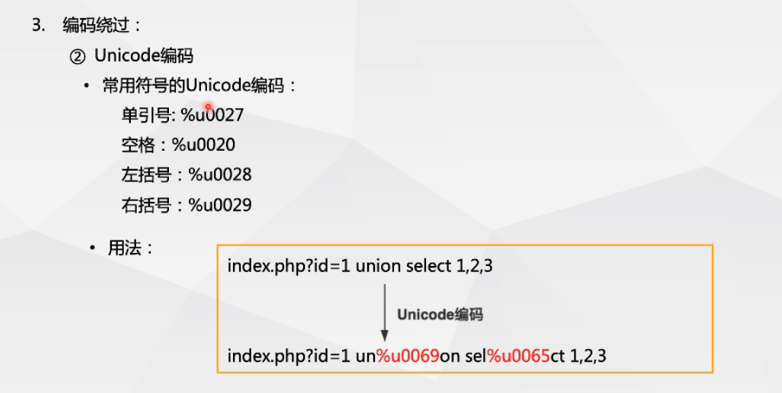 3. 编码绕过：
② Unicode编码
• 常用符号的Unicode编码：
单引号: %u0027
空格：%u0020
左括号：%u0028
右括号：%u0029
• 用法：
index.php?id=1 union select 1,2,3
Unicode编码
index.php?id=1 un%u0069on sel%u0065ct 1,2,3